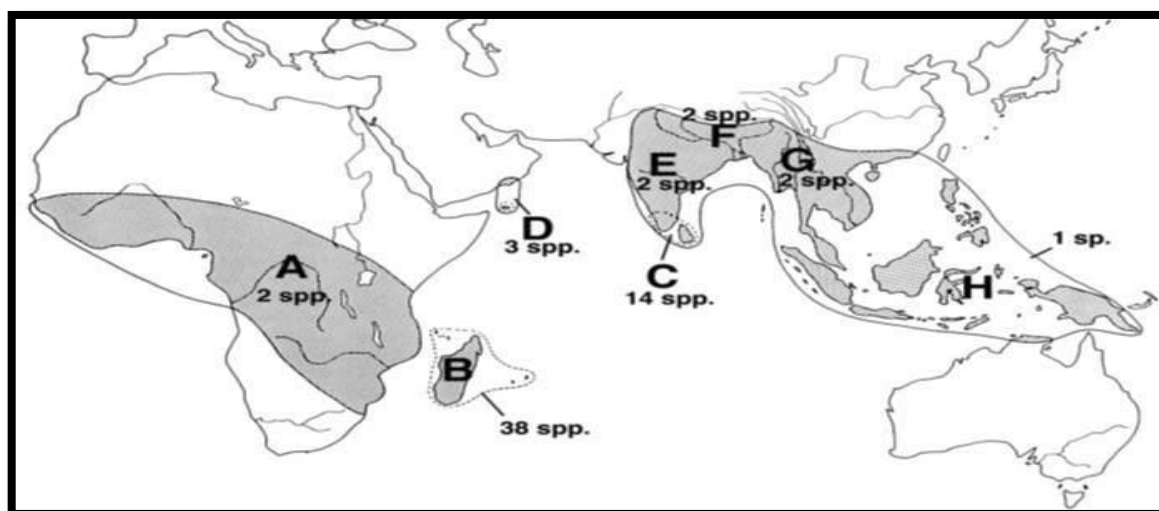 2 spp.
F
E
2 spp.
G
2 spp.
D
3 spp.
A
2 spp.
C
14 spp.
1 sp.
H
B
38 spp.